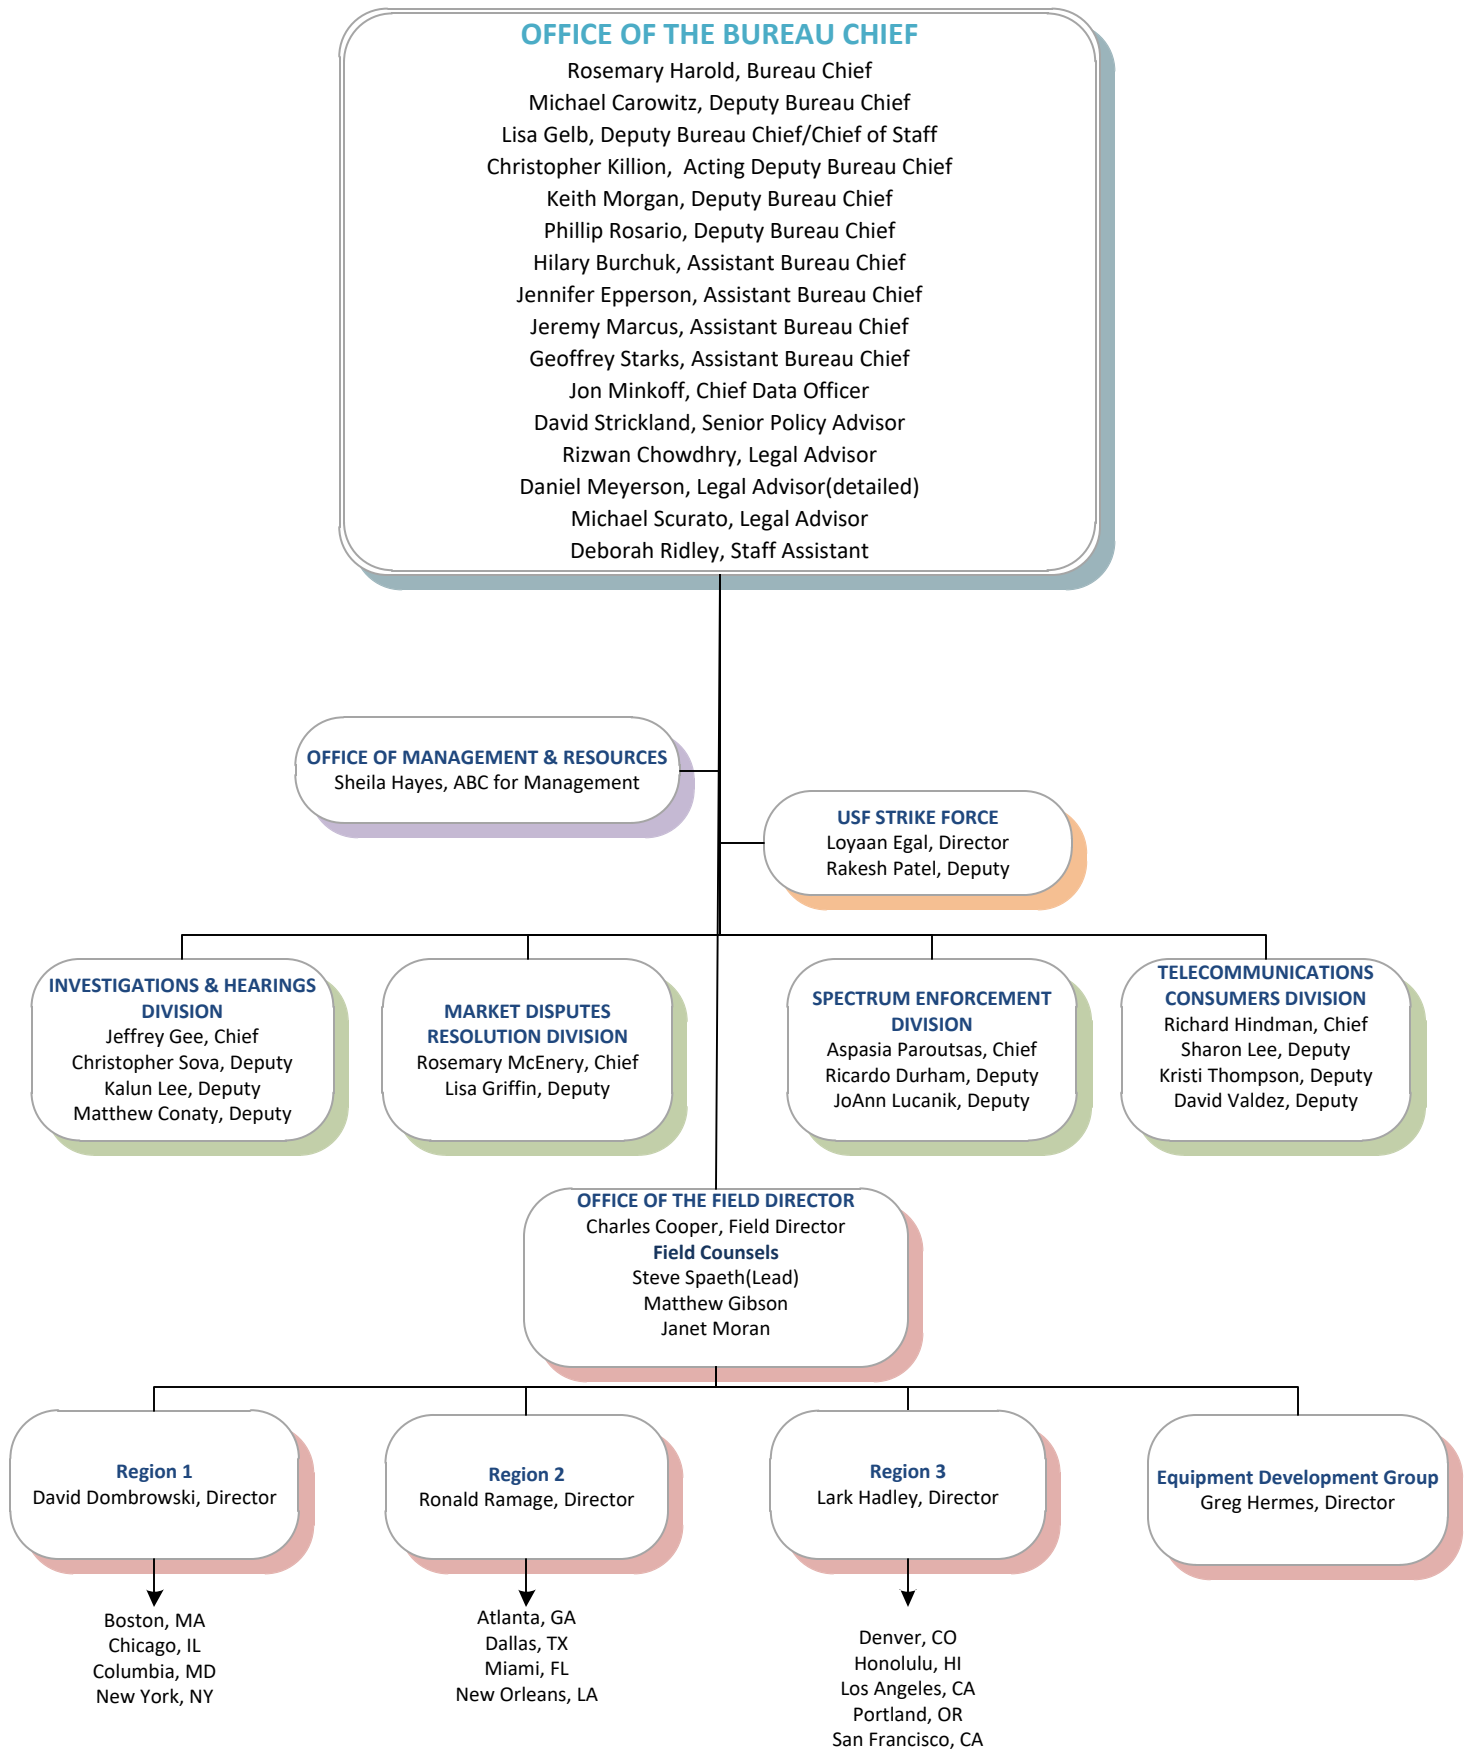 OFFICE OF THE BUREAU CHIEF
Rosemary Harold, Bureau Chief
Michael Carowitz, Deputy Bureau Chief
Lisa Gelb, Deputy Bureau Chief/Chief of Staff
Christopher Killion,  Acting Deputy Bureau Chief
Keith Morgan, Deputy Bureau Chief
Phillip Rosario, Deputy Bureau Chief
Hilary Burchuk, Assistant Bureau Chief
Jennifer Epperson, Assistant Bureau Chief
Jeremy Marcus, Assistant Bureau Chief
Geoffrey Starks, Assistant Bureau Chief
Jon Minkoff, Chief Data Officer
David Strickland, Senior Policy Advisor
Rizwan Chowdhry, Legal Advisor
Daniel Meyerson, Legal Advisor(detailed)
Michael Scurato, Legal Advisor
Deborah Ridley, Staff Assistant
OFFICE OF MANAGEMENT & RESOURCES
Sheila Hayes, ABC for Management
USF STRIKE FORCE
Loyaan Egal, Director
Rakesh Patel, Deputy
INVESTIGATIONS & HEARINGS
DIVISION
Jeffrey Gee, Chief
Christopher Sova, Deputy
Kalun Lee, Deputy
Matthew Conaty, Deputy
MARKET DISPUTES
RESOLUTION DIVISION
Rosemary McEnery, Chief
Lisa Griffin, Deputy
SPECTRUM ENFORCEMENT
DIVISION
Aspasia Paroutsas, Chief
Ricardo Durham, Deputy
JoAnn Lucanik, Deputy
TELECOMMUNICATIONS
CONSUMERS DIVISION
Richard Hindman, Chief
Sharon Lee, Deputy
Kristi Thompson, Deputy
David Valdez, Deputy
OFFICE OF THE FIELD DIRECTOR
Charles Cooper, Field Director
Field Counsels
Steve Spaeth(Lead)
Matthew Gibson
Janet Moran
Region 1
David Dombrowski, Director
Region 2
Ronald Ramage, Director
Region 3
Lark Hadley, Director
Equipment Development Group
Greg Hermes, Director
Boston, MA
Chicago, IL
Columbia, MD
New York, NY
Atlanta, GA
Dallas, TX
Miami, FL
New Orleans, LA
Denver, CO
Honolulu, HI
Los Angeles, CA
Portland, OR
San Francisco, CA